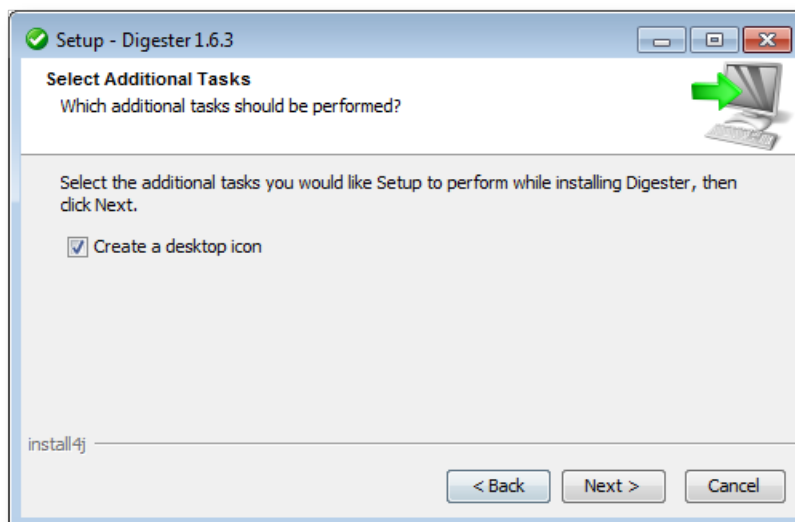 Setup - Digester 1.6.3
Select Additional Tasks
Which additional tasks should be performed?
Select the additional tasks you would like Setup to perform while installing Digester, then
click Next.
Create a desktop icon
install4j
< Back
Next >
Cancel